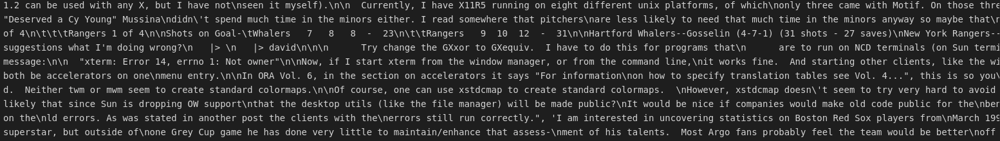 1.2 can be used with any X, but I have not\nseen it myself).\n\n  Currently, I have X11R5 running on eight different unix platforms, of which\nonly three came with Motif. On those thre
"Deserved a Cy Young" Mussina\ndidn\'t spend much time in the minors either. I read somewhere that pitchers\nare less likely to need that much time in the minors anyway so maybe that\n
of 4\n\t\t\tRangers 1 of 4\n\nShots on Goal-\tWhalers   7   8   8  -  23\n\t\tRangers   9  10  12  -  31\n\nHartford Whalers--Gosselin (4-7-1) (31 shots - 27 saves)\nNew York Rangers--
suggestions what I'm doing wrong?\n   |> \n   |> david\n\n\n      Try change the GXxor to GXequiv.  I have to do this for programs that\n      are to run on NCD terminals (on Sun termi
message:\n\n  "xterm: Error 14, errno 1: Not owner"\n\nNow, if I start xterm from the window manager, or from the command line,\nit works fine.  And starting other clients, like the wi
both be accelerators on one\nmenu entry.\n\nIn ORA Vol. 6, in the section on accelerators it says "For information\non how to specify translation tables see Vol. 4...", this is so you\
d.  Neither twm or mwm seem to create standard colormaps.\n\nOf course, one can use xstdcmap to create standard colormaps.  \nHowever, xstdcmap doesn\'t seem to try very hard to avoid
likely that since Sun is dropping OW support\nthat the desktop utils (like the file manager) will be made public?\nIt would be nice if companies would make old code public for the\nben
on the\nld errors. As was stated in another post the clients with the\nerrors still run correctly.", 'I am interested in uncovering statistics on Boston Red Sox players from\nMarch 199
superstar, but outside of\none Grey Cup game he has done very little to maintain/enhance that assess-\nment of his talents.  Most Argo fans probably feel the team would be better\noff